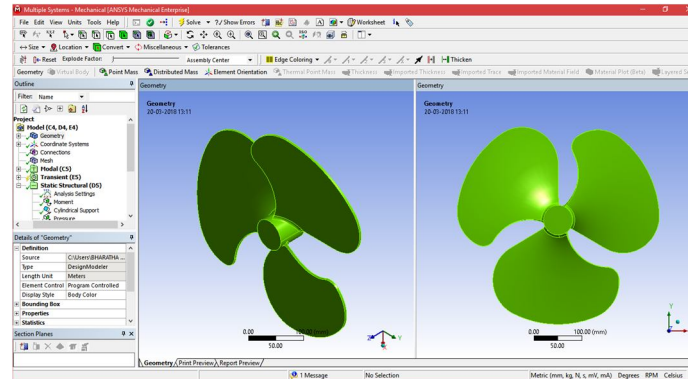 Multiple Systems - Mechanical [ANSYS Mechanical Enterprise]
File Edit View Units Tools Help Solve ?/ Show Errors Worksheet
Size Location Convert Miscellaneous Tolerances
Reset Explode Factor: Assembly Center Edge Coloring Thicken
Geometry Virtual Body Point Mass Distributed Mass Element Orientation Thermal Point Mass Thickness Imported Thickness Imported Trace Imported Material Field Material Plot (Beta) Layered Se
Outline
Filter: Name
Project
Model (C4, D4, E4)
Geometry
Coordinate Systems
Connections
Mesh
Modal (C5)
Transient (E5)
Static Structural (D5)
Analysis Settings
Moment
Cylindrical Support
Pressure
Details of "Geometry"
Definition
Source C:\Users\BHARATHA ...
Type DesignModeler
Length Unit Meters
Element Control Program Controlled
Display Style Body Color
Bounding Box
Properties
Statistics
Section Planes
Geometry
Geometry
20-03-2018 13:11
0.00 100.00 (mm)
50.00
Z Y X
Geometry
Geometry
20-03-2018 13:11
0.00 100.00 (mm)
50.00
Y
X
Geometry Print Preview Report Preview
1 Message No Selection Metric (mm, kg, N, s, mV, mA) Degrees RPM Celsius